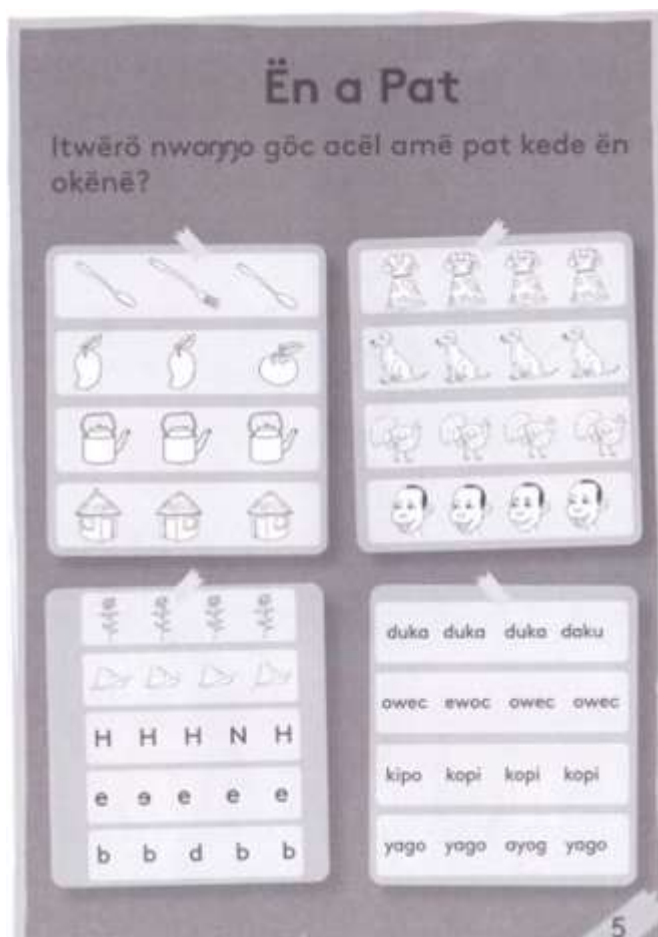 Ën a Pat
Itwërö nwoŋŋo göc acël amë pat kede ën
okënë?
H H H N H
e ɘ e e e
b b d b b
duka duka duka daku
owec ewoc owec owec
kipo kopi kopi kopi
yago yago ayog yago
5